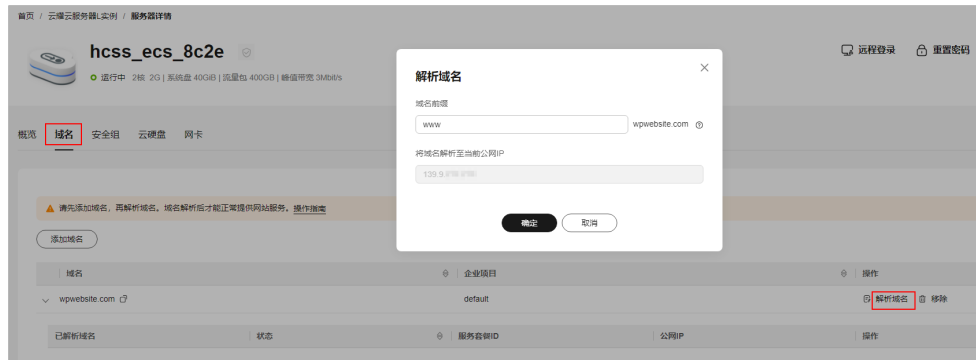 首页 / 云耀云服务器L实例 / 服务器详情
hcss_ecs_8c2e
运行中 2核 2G | 系统盘 40GiB | 流量包 400GB | 峰值带宽 3Mbit/s
远程登录 重置密码
概览 域名 安全组 云硬盘 网卡
解析域名
域名前缀
www wpwebsite.com
将域名解析至当前公网IP
139.9.
确定 取消
请先添加域名，再解析域名。域名解析后才能正常提供网站服务。操作指南
添加域名
域名 企业项目 操作
wpwebsite.com default 解析域名 移除
已解析域名 状态 服务套餐ID 公网IP 操作